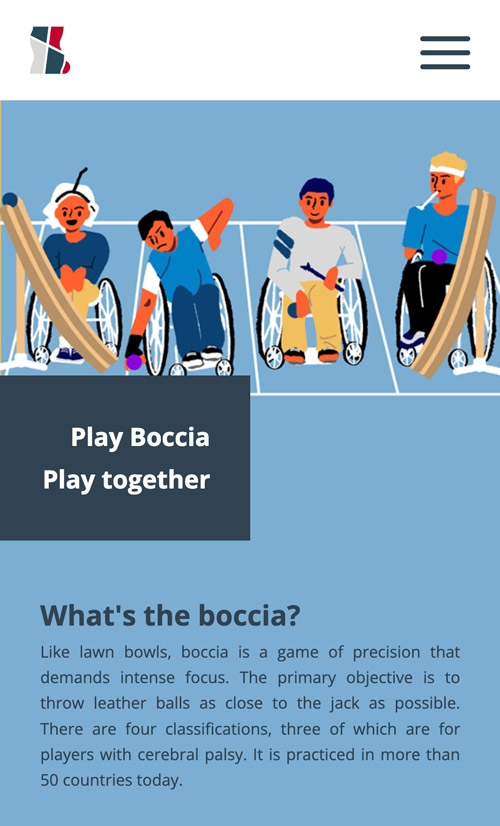 Play Boccia
Play together
What's the boccia?
Like lawn bowls, boccia is a game of precision that
demands intense focus. The primary objective is to
throw leather balls as close to the jack as possible.
There are four classifications, three of which are for
players with cerebral palsy. It is practiced in more than
50 countries today.